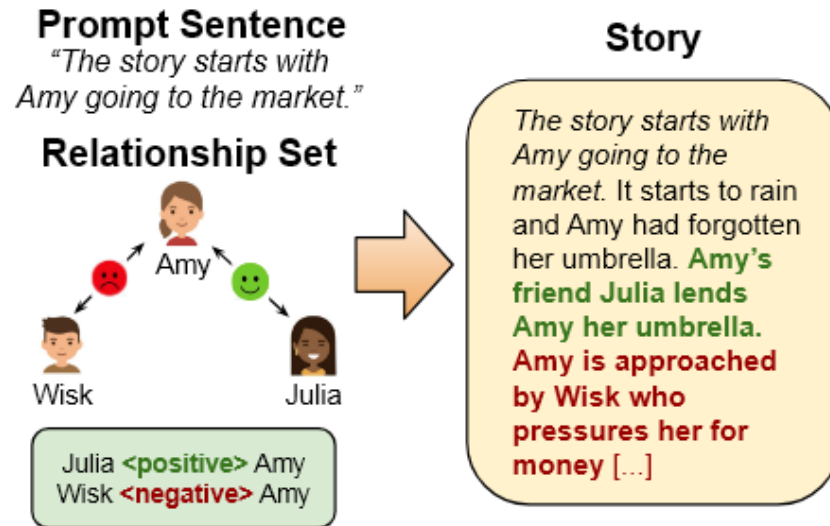 Prompt Sentence
“The story starts with
Amy going to the market.”
Relationship Set
Amy
Wisk
Julia
Julia <positive> Amy
Wisk <negative> Amy
Story
The story starts with
Amy going to the
market. It starts to rain
and Amy had forgotten
her umbrella. Amy’s
friend Julia lends
Amy her umbrella.
Amy is approached
by Wisk who
pressures her for
money [...]